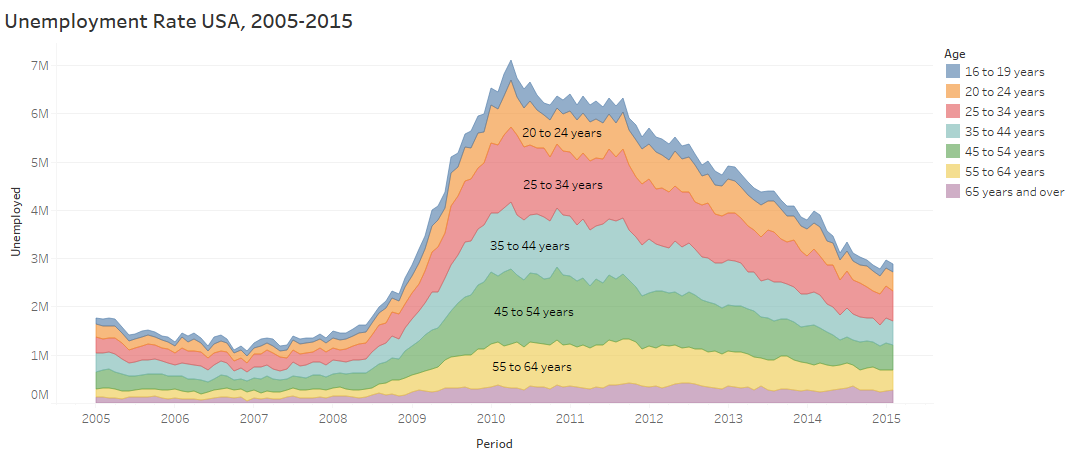 Unemployment Rate USA, 2005-2015
Age
16 to 19 years
20 to 24 years
25 to 34 years
35 to 44 years
45 to 54 years
55 to 64 years
65 years and over
Unemployed
7M
6M
5M
4M
3M
2M
1M
0M
20 to 24 years
25 to 34 years
35 to 44 years
45 to 54 years
55 to 64 years
2005 2006 2007 2008 2009 2010 2011 2012 2013 2014 2015
Period